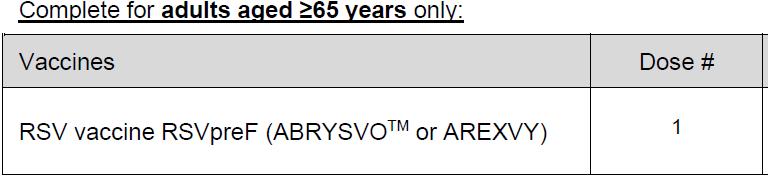 Complete for adults aged ≥65 years only:
Vaccines Dose #
RSV vaccine RSVpreF (ABRYSVO™ or AREXVY) 1